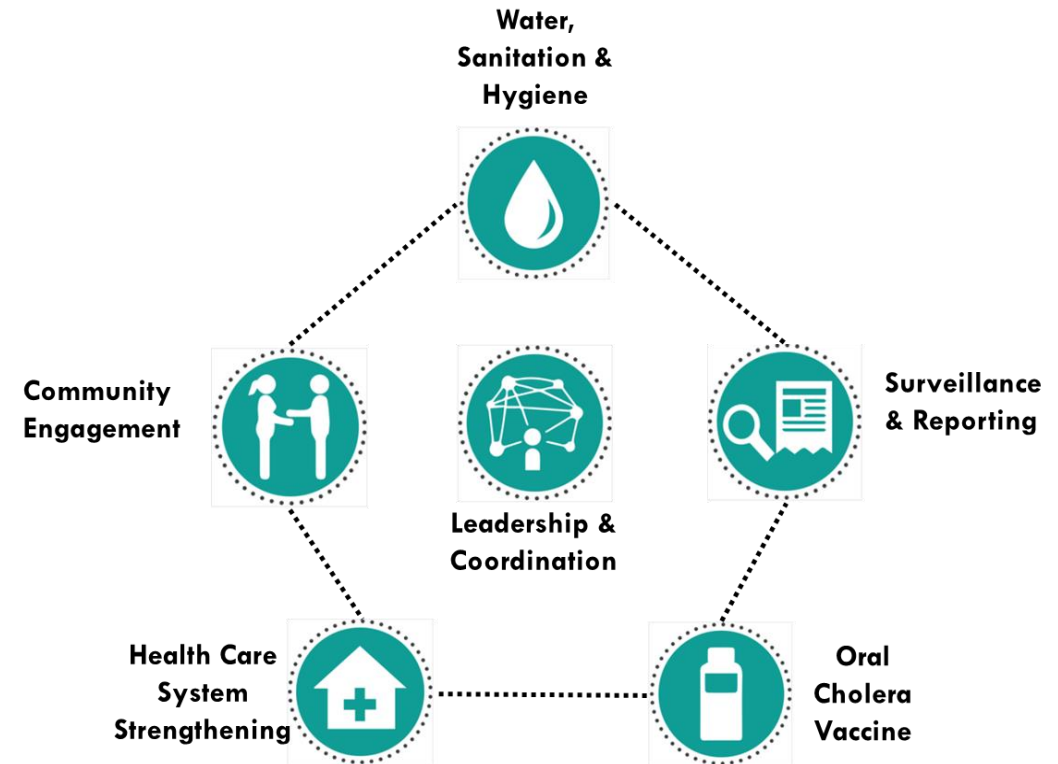 Water,
Sanitation &
Hygiene
Community
Engagement
Surveillance
& Reporting
Leadership &
Coordination
Health Care
System
Strengthening
Oral
Cholera
Vaccine